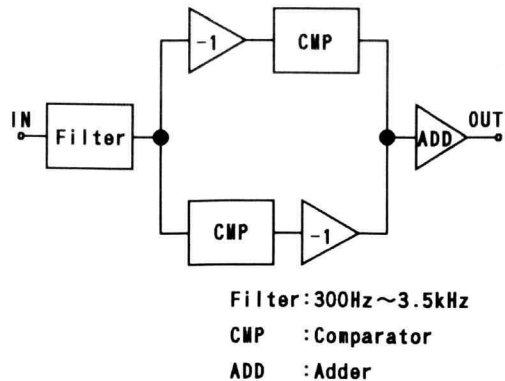 -1
CMP
IN
Filter
ADD
OUT
CMP
-1
Filter:300Hz～3.5kHz
CMP :Comparator
ADD :Adder